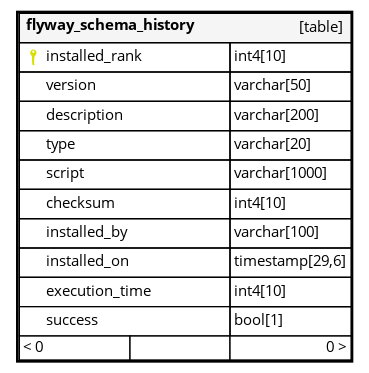 flyway_schema_history [table]
installed_rank int4[10]
version varchar[50]
description varchar[200]
type varchar[20]
script varchar[1000]
checksum int4[10]
installed_by varchar[100]
installed_on timestamp[29,6]
execution_time int4[10]
success bool[1]
< 0 0 >